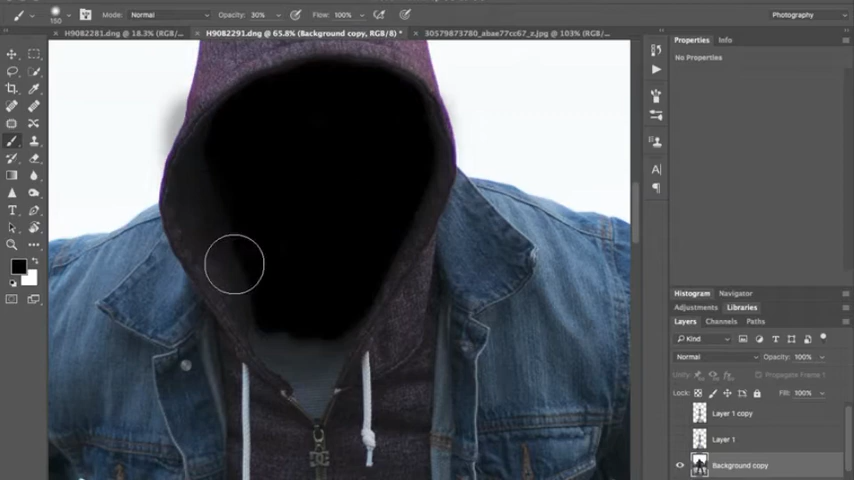 150 Mode: Normal Opacity: 30% Flow: 100% Photography
× H9082281.dng @ 18.3% (RGB/... × H9082291.dng @ 65.8% (Background copy, RGB/8) * × 30579873780_abae77cc67_z.jpg @ 103% (RGB/...
Properties Info
No Properties
A|
T
Histogram Navigator
Adjustments Libraries
Layers Channels Paths
Kind
Normal Opacity: 100%
Unify: Propagate Frame 1
Lock: Fill: 100%
Layer 1 copy
Layer 1
Background copy